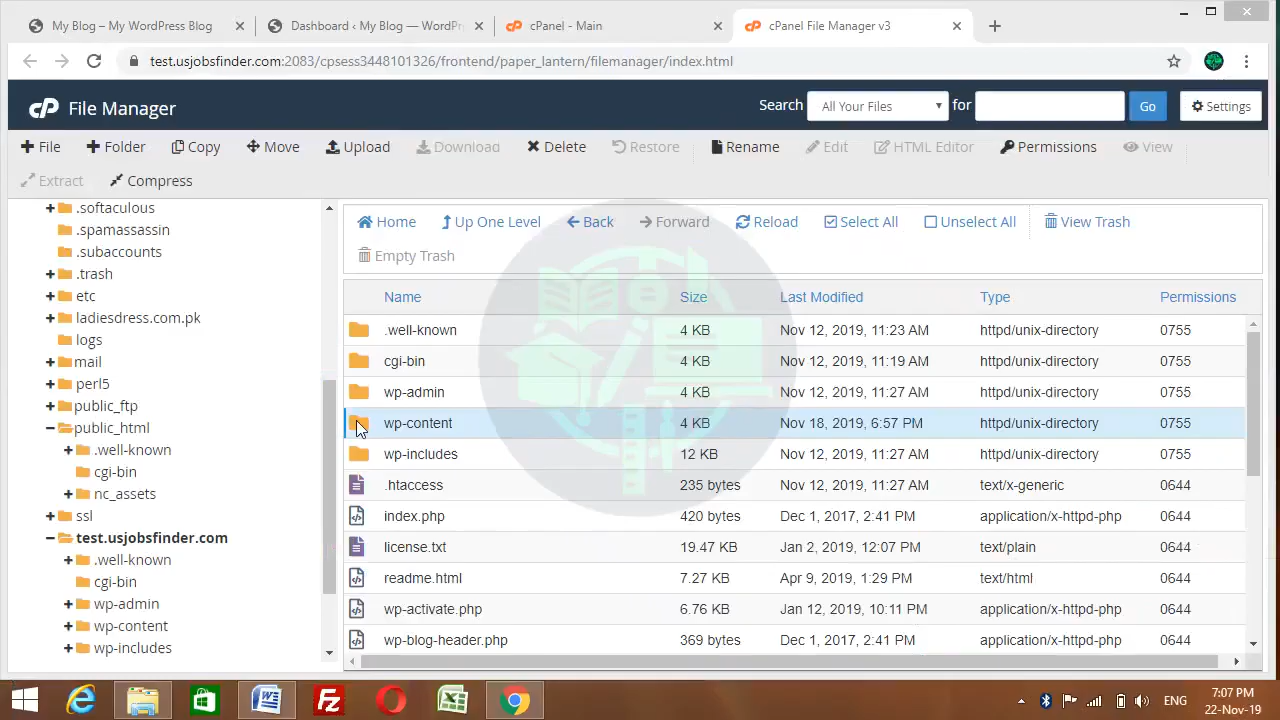 My Blog – My WordPress Blog
Dashboard ‹ My Blog — WordPr
cPanel - Main
cPanel File Manager v3
test.usjobsfinder.com:2083/cpsess3448101326/frontend/paper_lantern/filemanager/index.html
cP File Manager
Search All Your Files for Go Settings
File Folder Copy Move Upload Download Delete Restore Rename Edit HTML Editor Permissions View
Extract Compress
.softaculous
.spamassassin
.subaccounts
.trash
etc
ladiesdress.com.pk
logs
mail
perl5
public_ftp
public_html
.well-known
cgi-bin
nc_assets
ssl
test.usjobsfinder.com
.well-known
cgi-bin
wp-admin
wp-content
wp-includes
Home Up One Level Back Forward Reload Select All Unselect All View Trash
Empty Trash
Name Size Last Modified Type Permissions
.well-known 4 KB Nov 12, 2019, 11:23 AM httpd/unix-directory 0755
cgi-bin 4 KB Nov 12, 2019, 11:19 AM httpd/unix-directory 0755
wp-admin 4 KB Nov 12, 2019, 11:27 AM httpd/unix-directory 0755
wp-content 4 KB Nov 18, 2019, 6:57 PM httpd/unix-directory 0755
wp-includes 12 KB Nov 12, 2019, 11:27 AM httpd/unix-directory 0755
.htaccess 235 bytes Nov 12, 2019, 11:27 AM text/x-generic 0644
index.php 420 bytes Dec 1, 2017, 2:41 PM application/x-httpd-php 0644
license.txt 19.47 KB Jan 2, 2019, 12:07 PM text/plain 0644
readme.html 7.27 KB Apr 9, 2019, 1:29 PM text/html 0644
wp-activate.php 6.76 KB Jan 12, 2019, 10:11 PM application/x-httpd-php 0644
wp-blog-header.php 369 bytes Dec 1, 2017, 2:41 PM application/x-httpd-php 0644
ENG
7:07 PM
22-Nov-19